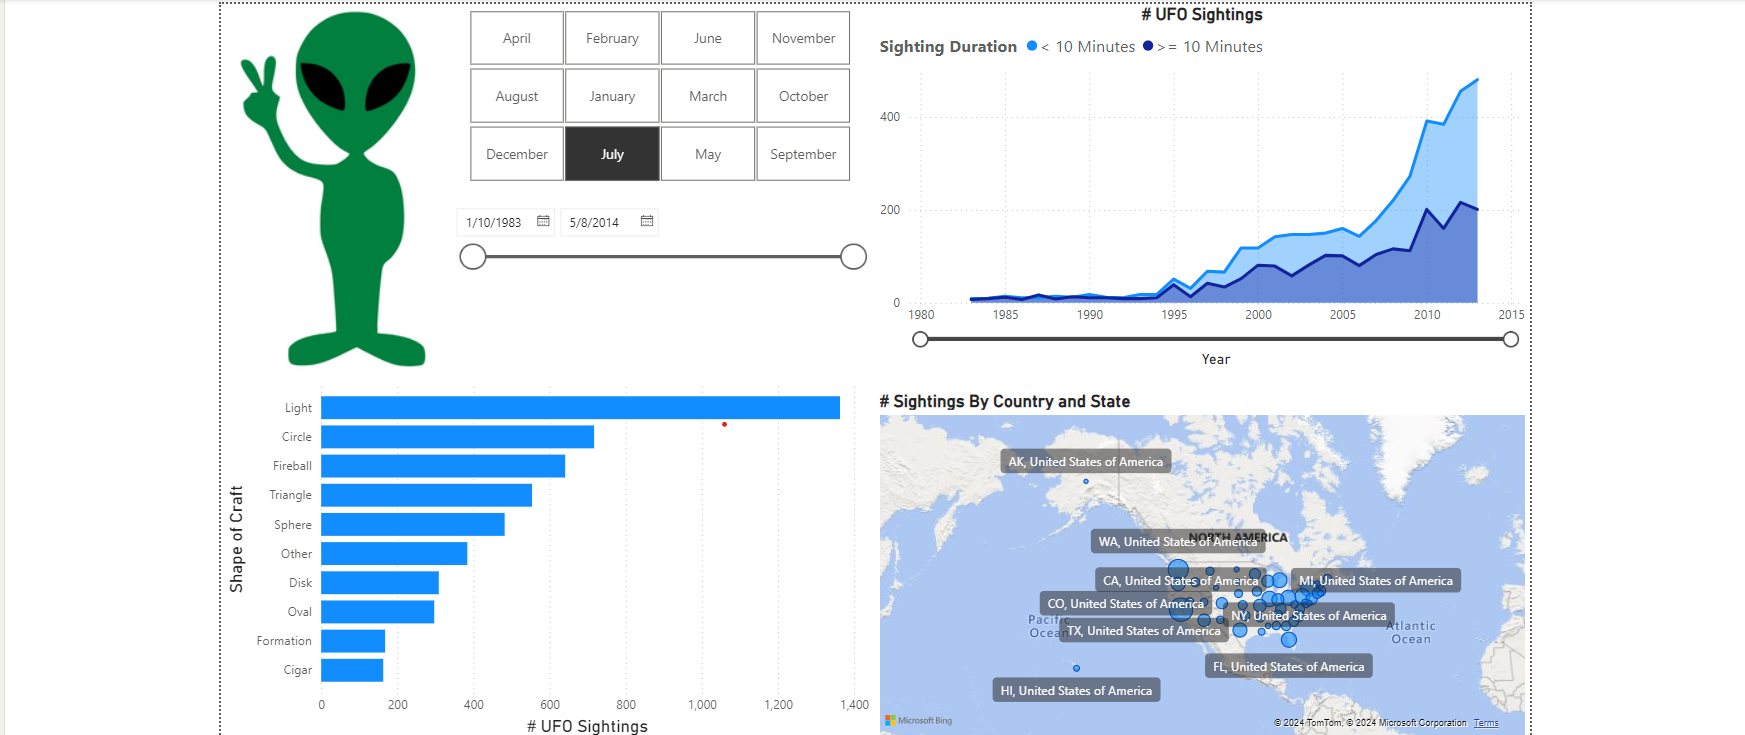 April February June November
August January March October
December July May September
1/10/1983 5/8/2014
# UFO Sightings
Sighting Duration < 10 Minutes >= 10 Minutes
400
200
0
1980 1985 1990 1995 2000 2005 2010 2015
Year
Shape of Craft
Light
Circle
Fireball
Triangle
Sphere
Other
Disk
Oval
Formation
Cigar
0 200 400 600 800 1,000 1,200 1,400
# UFO Sightings
# Sightings By Country and State
AK, United States of America
NORTH AMERICA
WA, United States of America
CA, United States of America
MI, United States of America
CO, United States of America
NY, United States of America
Pacific
Ocean
TX, United States of America
Atlantic
Ocean
FL, United States of America
HI, United States of America
Microsoft Bing
© 2024 TomTom, © 2024 Microsoft Corporation Terms